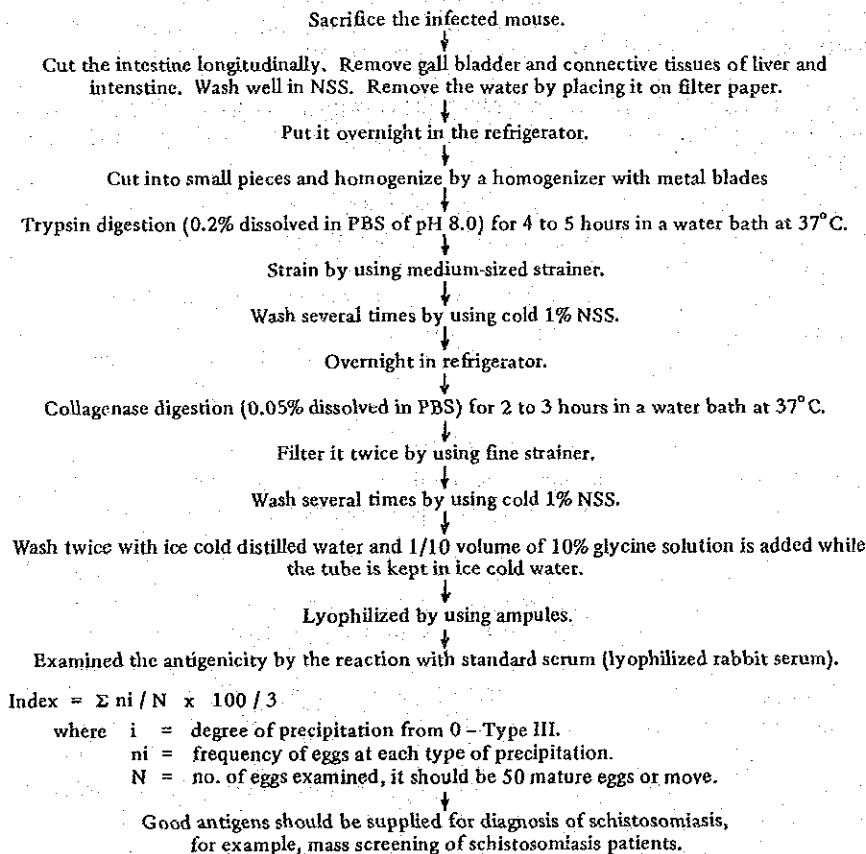 Sacrifice the infected mouse.
Cut the intestine longitudinally. Remove gall bladder and connective tissues of liver and
intenstine. Wash well in NSS. Remove the water by placing it on filter paper.
Put it overnight in the refrigerator.
Cut into small pieces and homogenize by a homogenizer with metal blades
Trypsin digestion (0.2% dissolved in PBS of pH 8.0) for 4 to 5 hours in a water bath at 37°C.
Strain by using medium-sized strainer.
Wash several times by using cold 1% NSS.
Overnight in refrigerator.
Collagenase digestion (0.05% dissolved in PBS) for 2 to 3 hours in a water bath at 37°C.
Filter it twice by using fine strainer.
Wash several times by using cold 1% NSS.
Wash twice with ice cold distilled water and 1/10 volume of 10% glycine solution is added while
the tube is kept in ice cold water.
Lyophilized by using ampules.
Examined the antigenicity by the reaction with standard serum (lyophilized rabbit serum).
Index = Σ ni / N x 100 / 3
where i = degree of precipitation from 0 – Type III.
ni = frequency of eggs at each type of precipitation.
N = no. of eggs examined, it should be 50 mature eggs or move.
Good antigens should be supplied for diagnosis of schistosomiasis,
for example, mass screening of schistosomiasis patients.